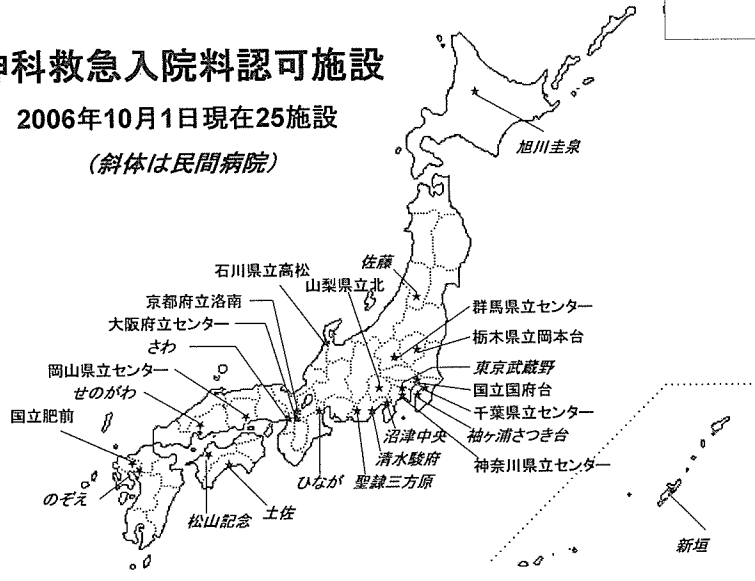 神科救急入院料認可施設
2006年10月1日現在25施設
(斜体は民間病院)
旭川圭泉
佐藤
石川県立高松
山梨県立北
京都府立洛南
群馬県立センター
大阪府立センター
栃木県立岡本台
さわ
東京武蔵野
岡山県立センター
国立国府台
せのがわ
千葉県立センター
国立肥前
沼津中央
袖ヶ浦さつき台
清水駿府
神奈川県立センター
のぞえ
ひなが
聖隷三方原
松山記念
土佐
新垣